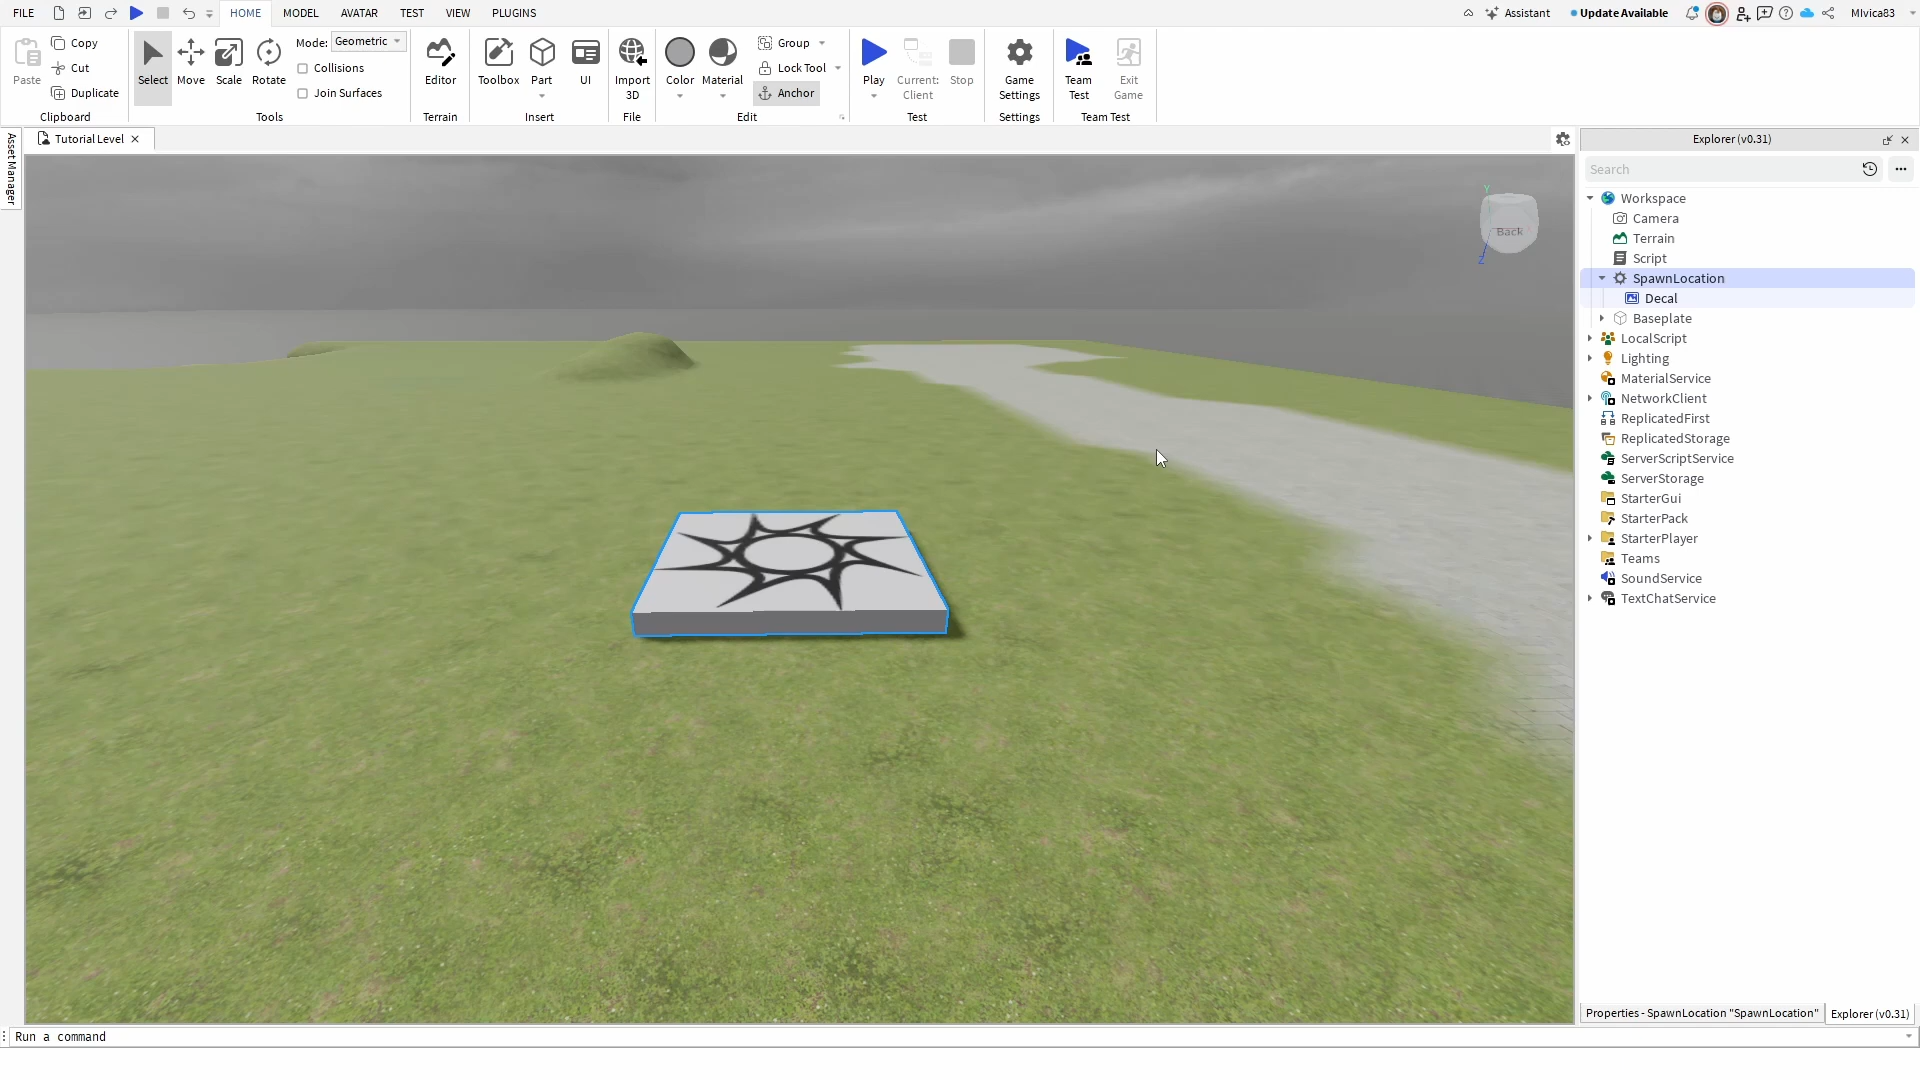 FILE HOME MODEL AVATAR TEST VIEW PLUGINS Assistant Update Available MIvica83
Paste
Copy
Cut
Duplicate
Clipboard
Select Move Scale Rotate
Mode: Geometric
Collisions
Join Surfaces
Tools
Editor
Terrain
Toolbox Part UI
Insert
Import
3D
File
Color Material
Group
Lock Tool
Anchor
Edit
Play
Current:
Client
Stop
Test
Game
Settings
Settings
Team
Test
Exit
Game
Team Test
Asset Manager
Tutorial Level
Y
Back
Z
Explorer (v0.31)
Search
Workspace
Camera
Terrain
Script
SpawnLocation
Decal
Baseplate
LocalScript
Lighting
MaterialService
NetworkClient
ReplicatedFirst
ReplicatedStorage
ServerScriptService
ServerStorage
StarterGui
StarterPack
StarterPlayer
Teams
SoundService
TextChatService
Properties - SpawnLocation "SpawnLocation" Explorer (v0.31)
Run a command